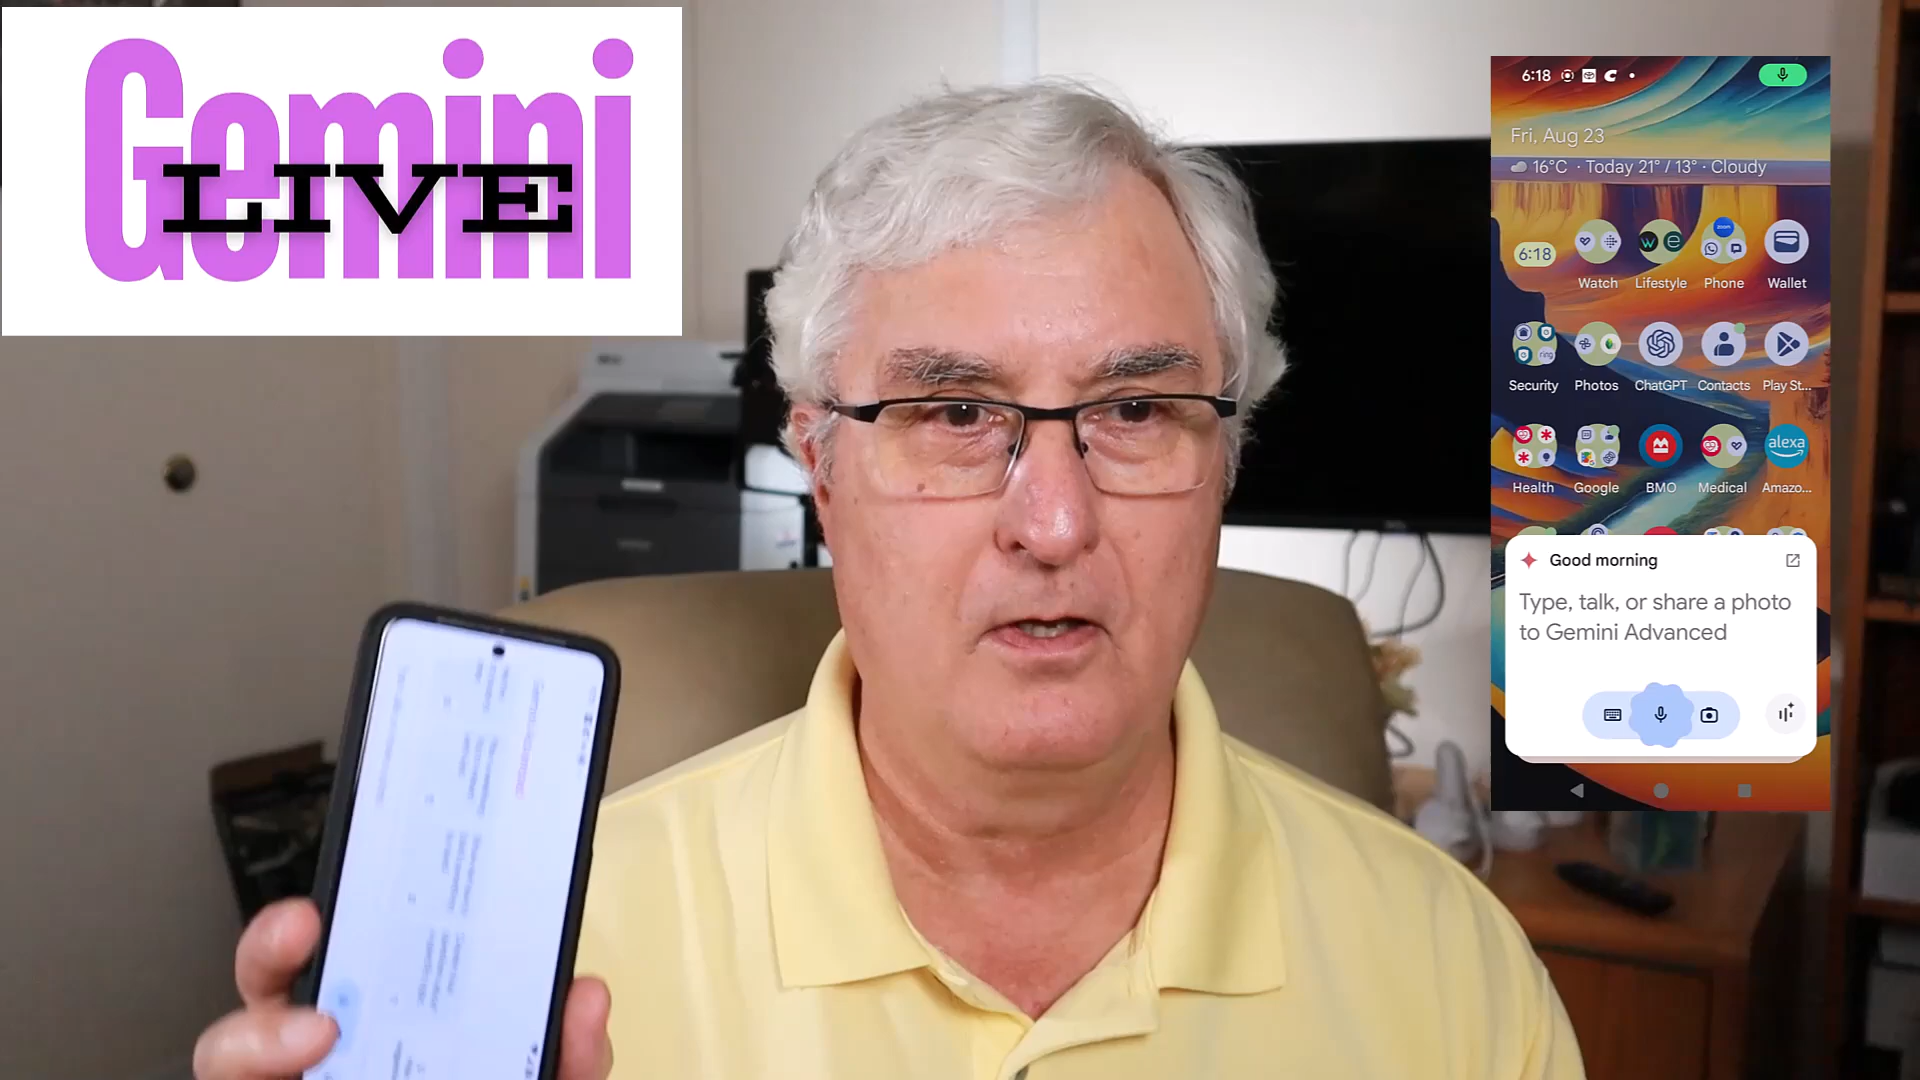 Gemini
LIVE
6:18
Fri, Aug 23
16°C · Today 21° / 13° · Cloudy
6:18
zoom
Watch
Lifestyle
Phone
Wallet
ring
Security
Photos
ChatGPT
Contacts
Play St...
alexa
Health
Google
BMO
Medical
Amazo...
Good morning
Type, talk, or share a photo
to Gemini Advanced